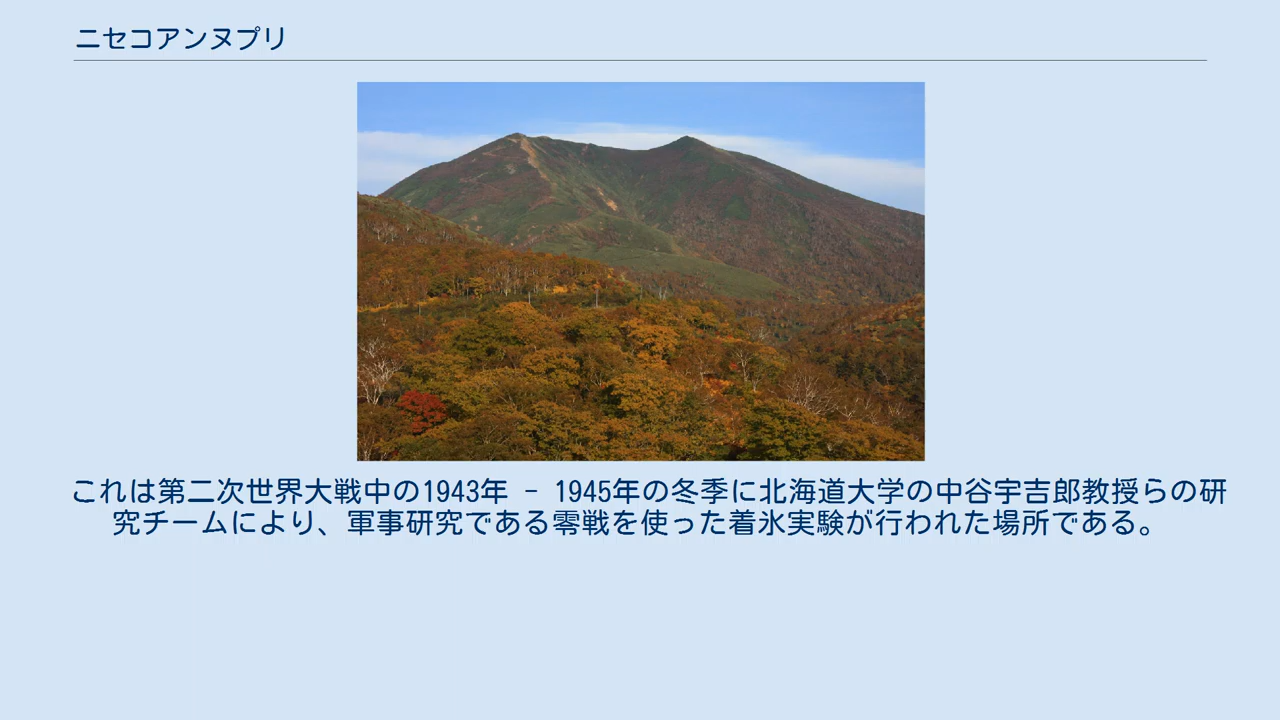 ニセコアンヌプリ
これは第二次世界大戦中の1943年 - 1945年の冬季に北海道大学の中谷宇吉郎教授らの研
究チームにより、軍事研究である零戦を使った着氷実験が行われた場所である。